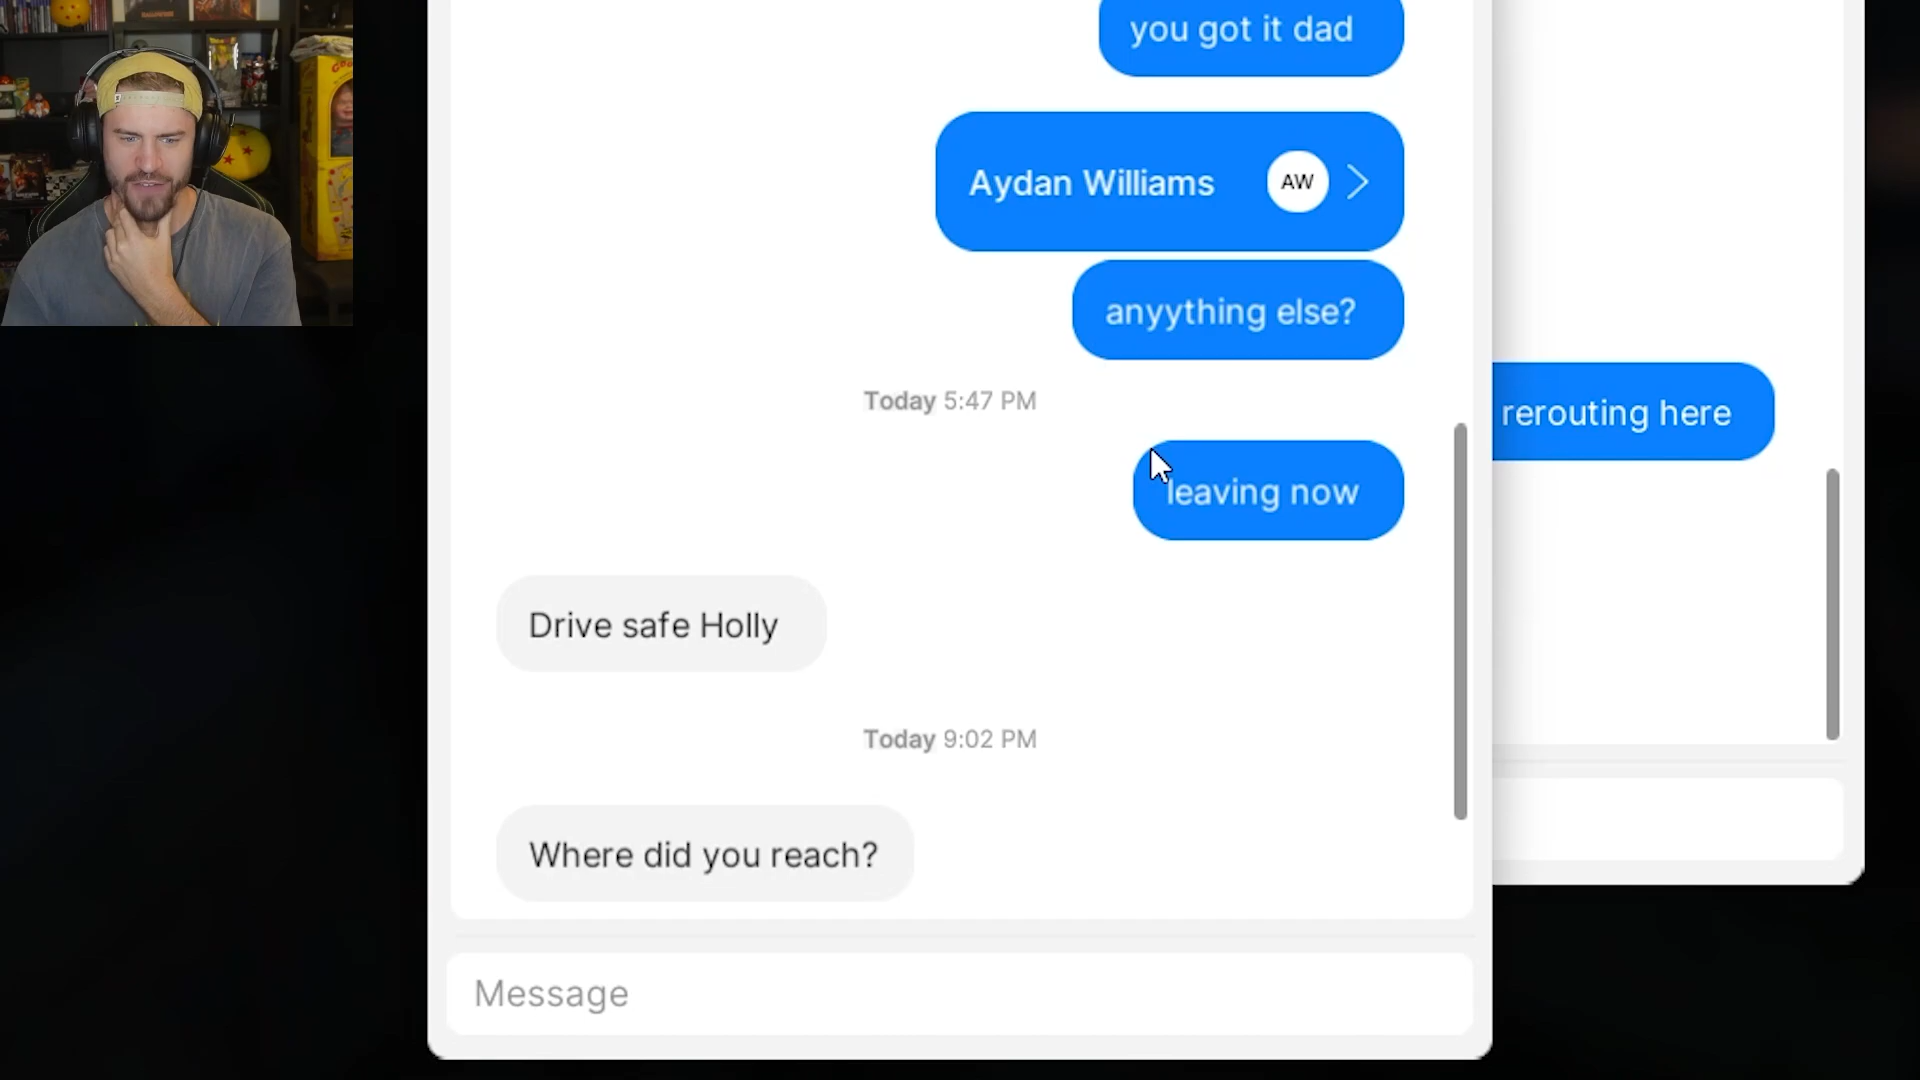 you got it dad
Aydan Williams
AW
anyything else?
Today 5:47 PM
rerouting here
leaving now
Drive safe Holly
Today 9:02 PM
Where did you reach?
Message